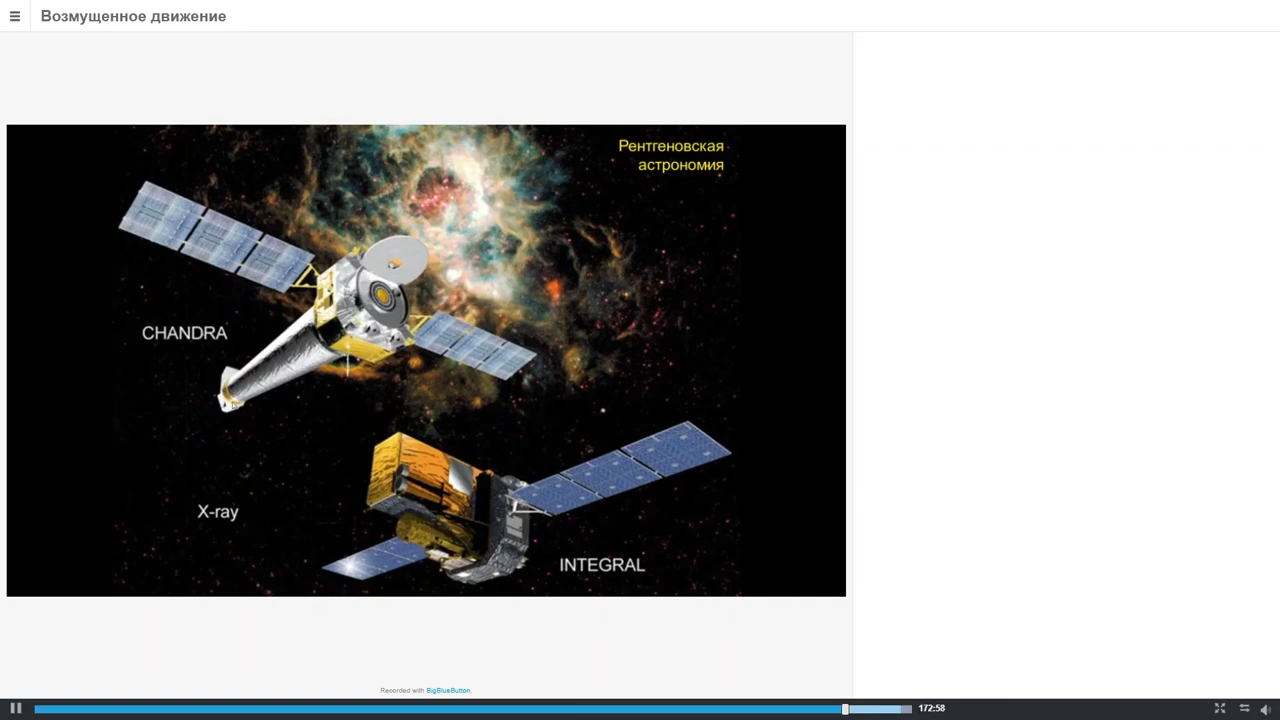 Возмущенное движение
Рентгеновская
астрономия
CHANDRA
X-ray
INTEGRAL
Recorded with BigBlueButton.
172:58